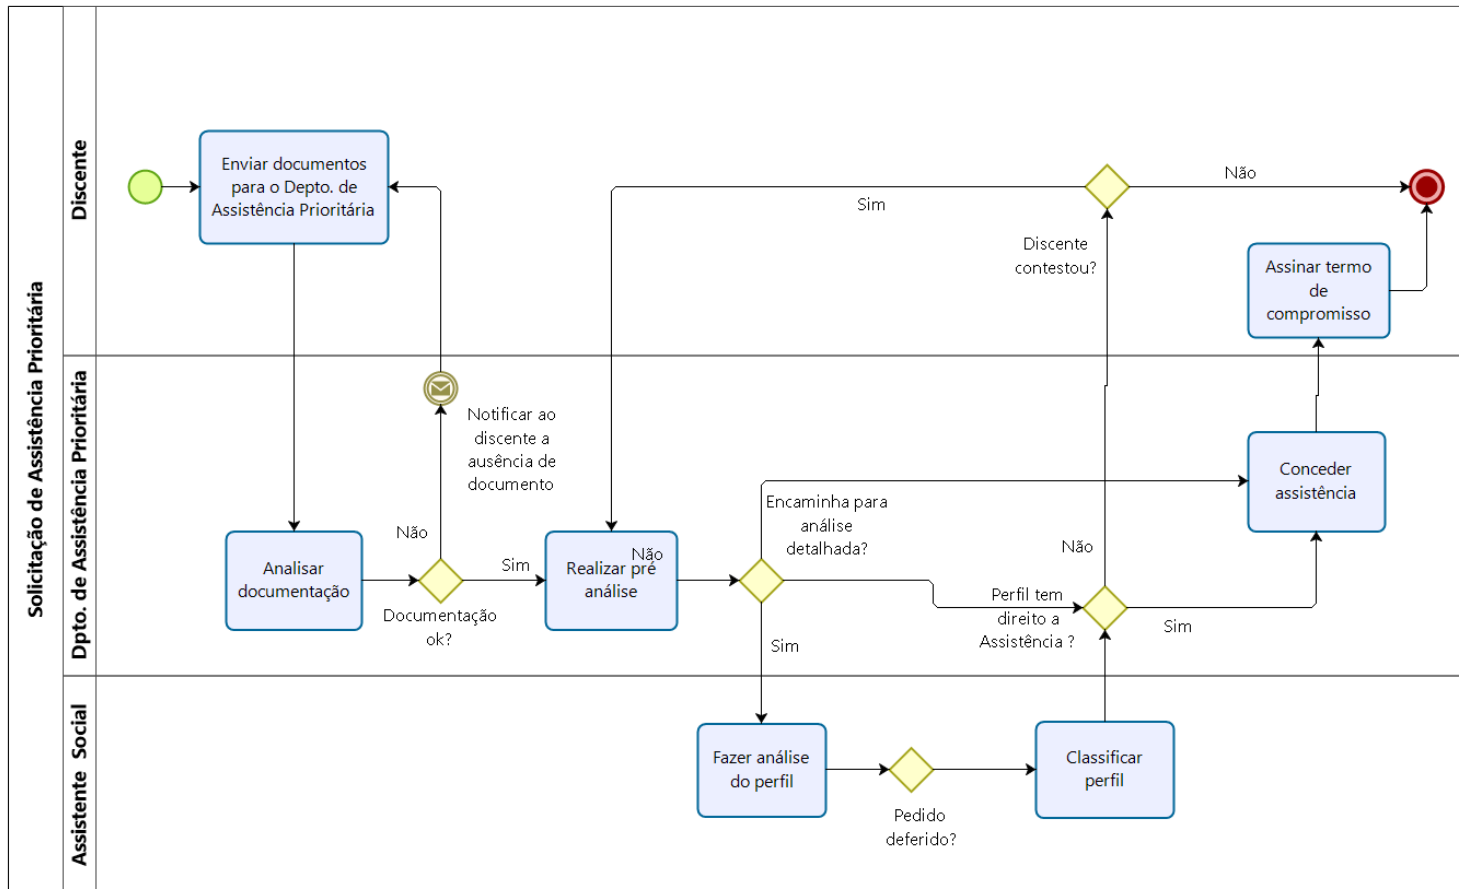 Solicitação de Assistência Prioritária
Discente
Enviar documentos
para o Depto. de
Assistência Prioritária
Sim
Discente
contestou?
Não
Assinar termo
de
compromisso
Dpto. de Assistência Prioritária
Analisar
documentação
Não
Documentação
ok?
Notificar ao
discente a
ausência de
documento
Sim
Realizar pré
análise
Não
Encaminha para
análise
detalhada?
Sim
Perfil tem
direito a
Assistência ?
Não
Sim
Conceder
assistência
Assistente Social
Fazer análise
do perfil
Pedido
deferido?
Classificar
perfil